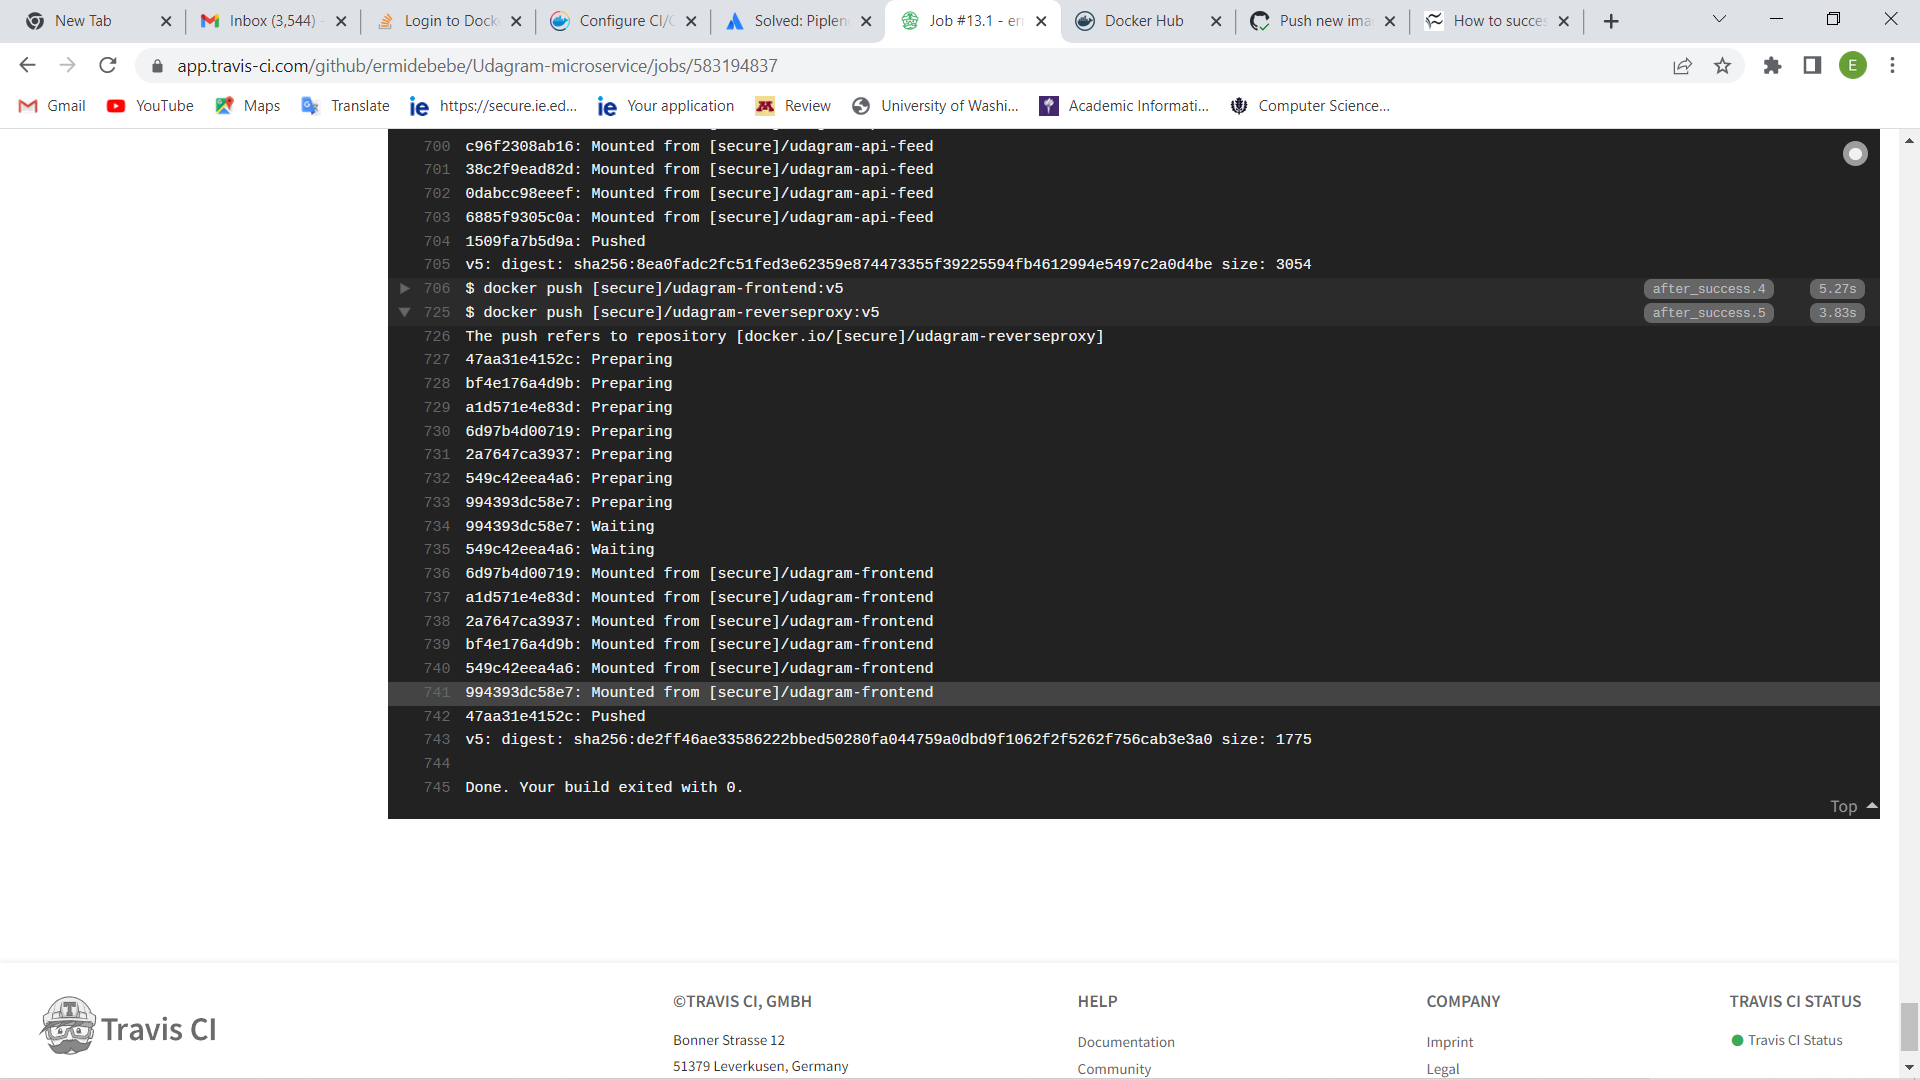 New Tab
Inbox (3,544) -
Login to Dock
Configure CI/C
Solved: Piplen
Job #13.1 - err
Docker Hub
Push new ima
How to succes
app.travis-ci.com/github/ermidebebe/Udagram-microservice/jobs/583194837
E
Gmail
YouTube
Maps
Translate
https://secure.ie.ed...
Your application
Review
University of Washi...
Academic Informati...
Computer Science...
700 c96f2308ab16: Mounted from [secure]/udagram-api-feed
701 38c2f9ead82d: Mounted from [secure]/udagram-api-feed
702 0dabcc98eeef: Mounted from [secure]/udagram-api-feed
703 6885f9305c0a: Mounted from [secure]/udagram-api-feed
704 1509fa7b5d9a: Pushed
705 v5: digest: sha256:8ea0fadc2fc51fed3e62359e874473355f39225594fb4612994e5497c2a0d4be size: 3054
706 $ docker push [secure]/udagram-frontend:v5 after_success.4 5.27s
725 $ docker push [secure]/udagram-reverseproxy:v5 after_success.5 3.83s
726 The push refers to repository [docker.io/[secure]/udagram-reverseproxy]
727 47aa31e4152c: Preparing
728 bf4e176a4d9b: Preparing
729 a1d571e4e83d: Preparing
730 6d97b4d00719: Preparing
731 2a7647ca3937: Preparing
732 549c42eea4a6: Preparing
733 994393dc58e7: Preparing
734 994393dc58e7: Waiting
735 549c42eea4a6: Waiting
736 6d97b4d00719: Mounted from [secure]/udagram-frontend
737 a1d571e4e83d: Mounted from [secure]/udagram-frontend
738 2a7647ca3937: Mounted from [secure]/udagram-frontend
739 bf4e176a4d9b: Mounted from [secure]/udagram-frontend
740 549c42eea4a6: Mounted from [secure]/udagram-frontend
741 994393dc58e7: Mounted from [secure]/udagram-frontend
742 47aa31e4152c: Pushed
743 v5: digest: sha256:de2ff46ae33586222bbed50280fa044759a0dbd9f1062f2f5262f756cab3e3a0 size: 1775
744
745 Done. Your build exited with 0.
Top
Travis CI
©TRAVIS CI, GMBH
Bonner Strasse 12
51379 Leverkusen, Germany
HELP
Documentation
Community
COMPANY
Imprint
Legal
TRAVIS CI STATUS
Travis CI Status